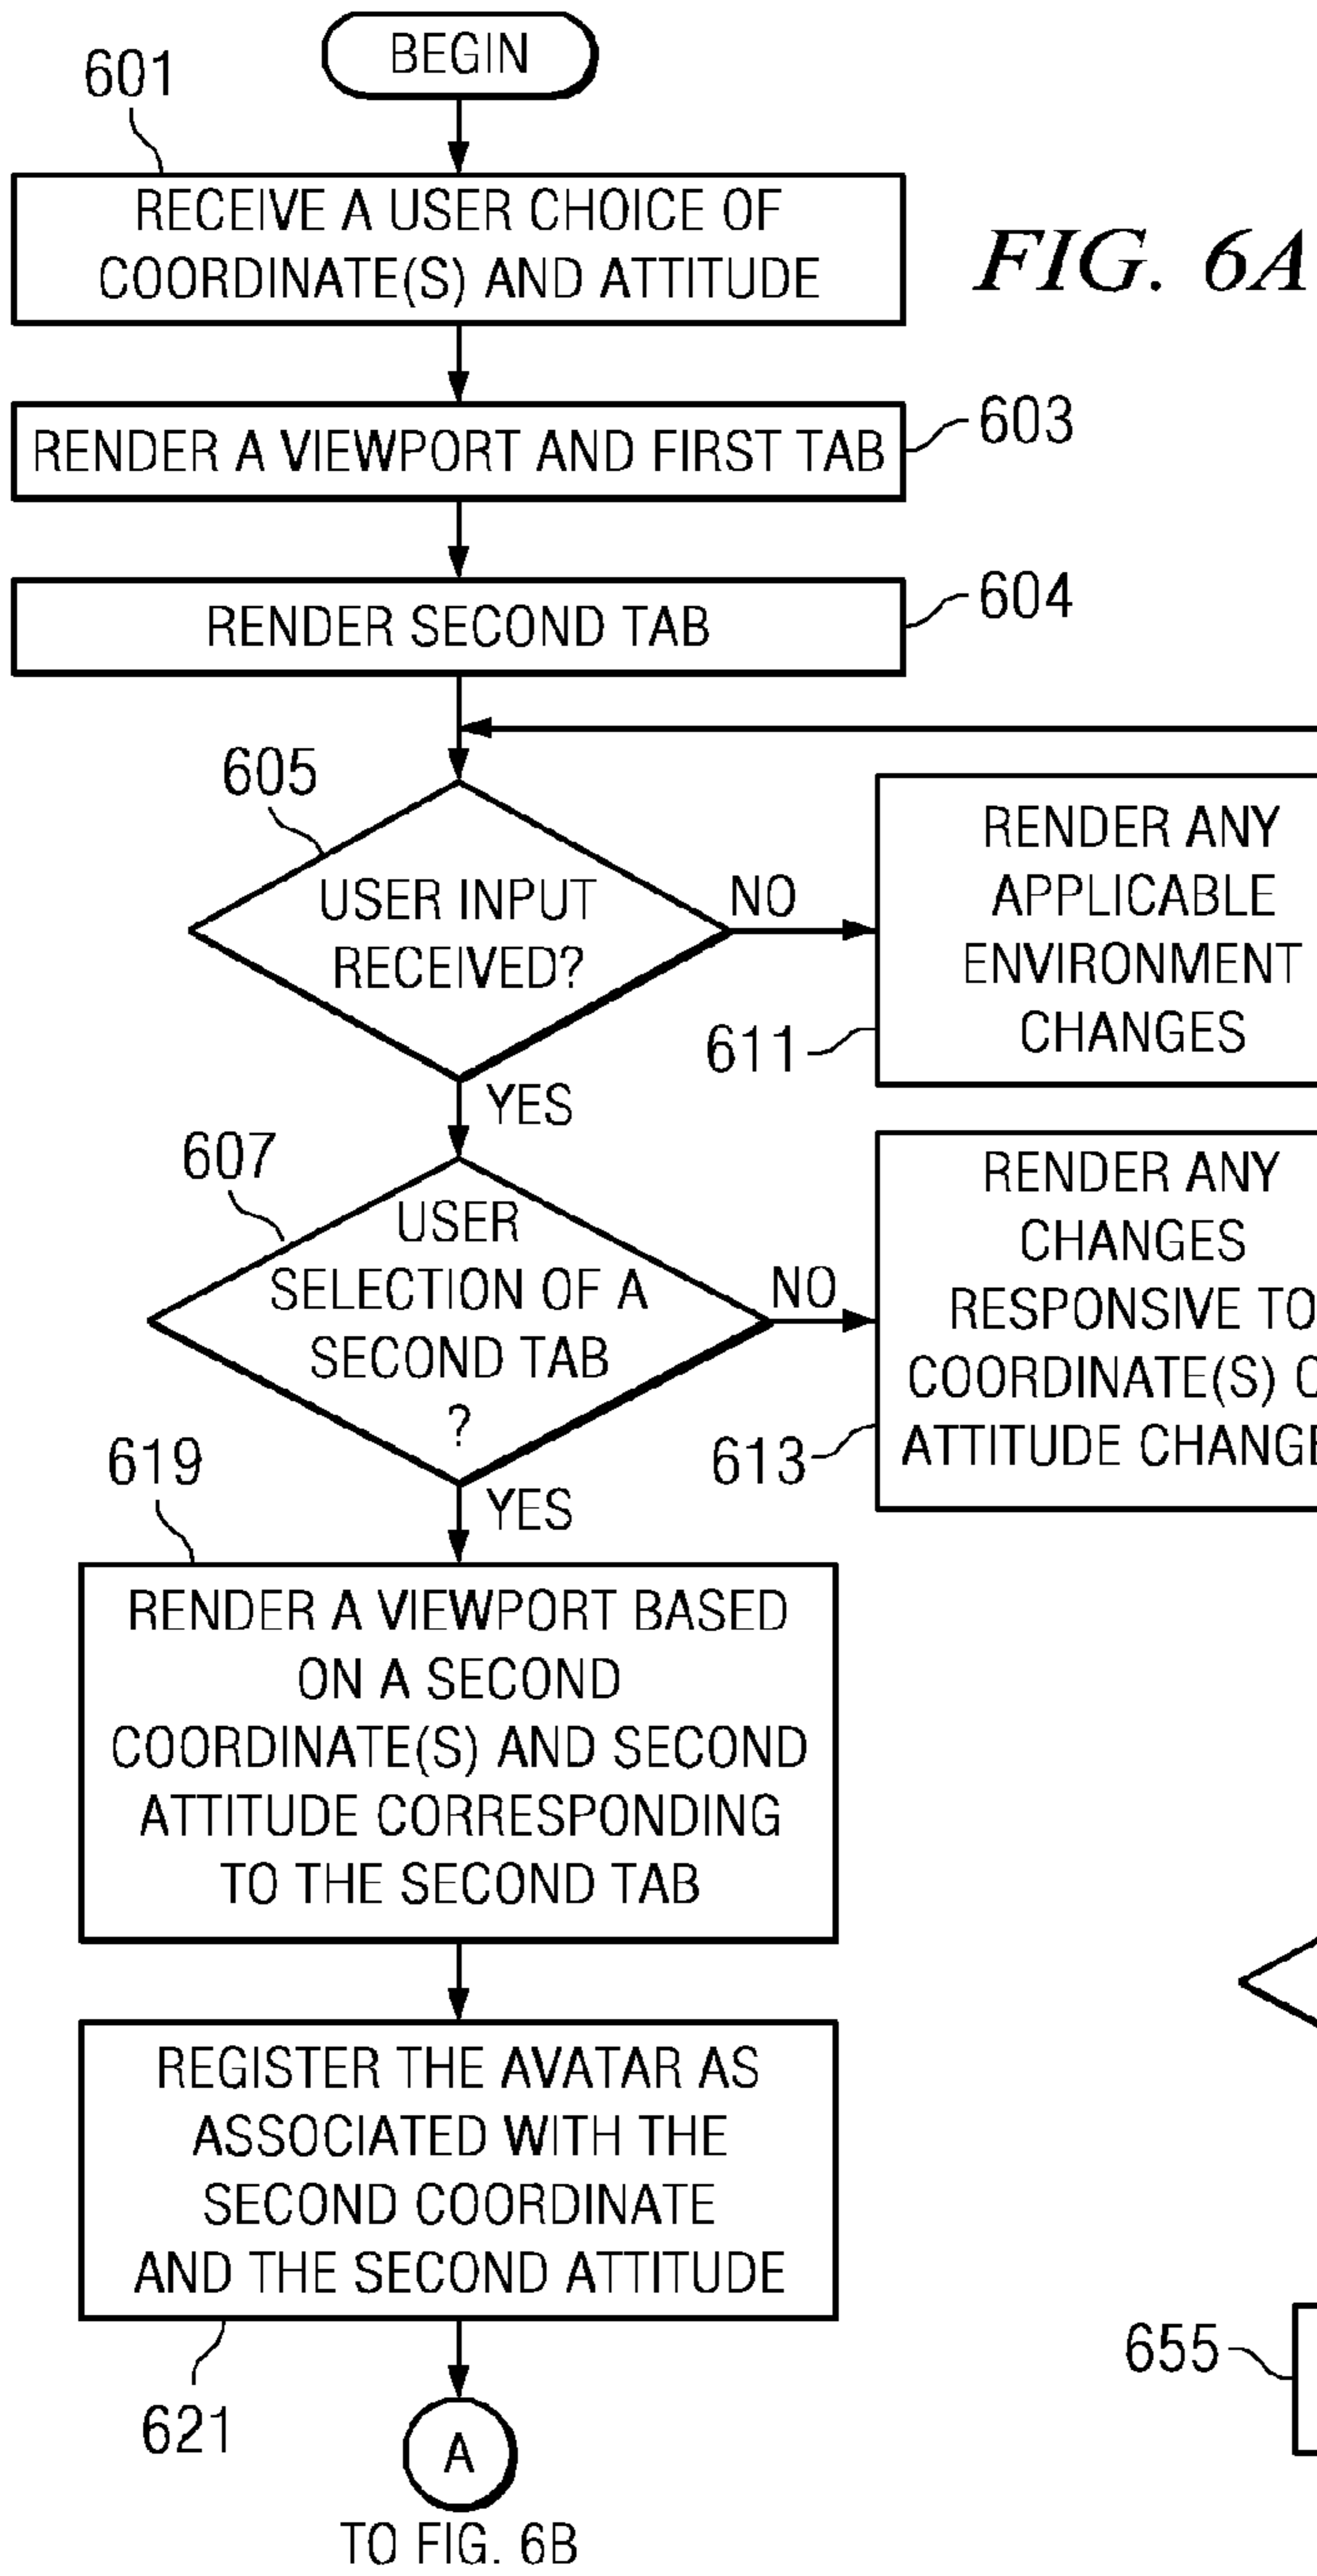 BEGIN
601
RECEIVE A USER CHOICE OF
COORDINATE(S) AND ATTITUDE
FIG. 6A
RENDER A VIEWPORT AND FIRST TAB
603
RENDER SECOND TAB
604
605
USER INPUT
RECEIVED?
NO
YES
RENDER ANY
APPLICABLE
ENVIRONMENT
CHANGES
611
607
USER
SELECTION OF A
SECOND TAB
?
NO
YES
RENDER ANY
CHANGES
RESPONSIVE TO
COORDINATE(S)
ATTITUDE
613
619
RENDER A VIEWPORT BASED
ON A SECOND
COORDINATE(S) AND SECOND
ATTITUDE CORRESPONDING
TO THE SECOND TAB
REGISTER THE AVATAR AS
ASSOCIATED WITH THE
SECOND COORDINATE
AND THE SECOND ATTITUDE
621
655
A
TO FIG. 6B